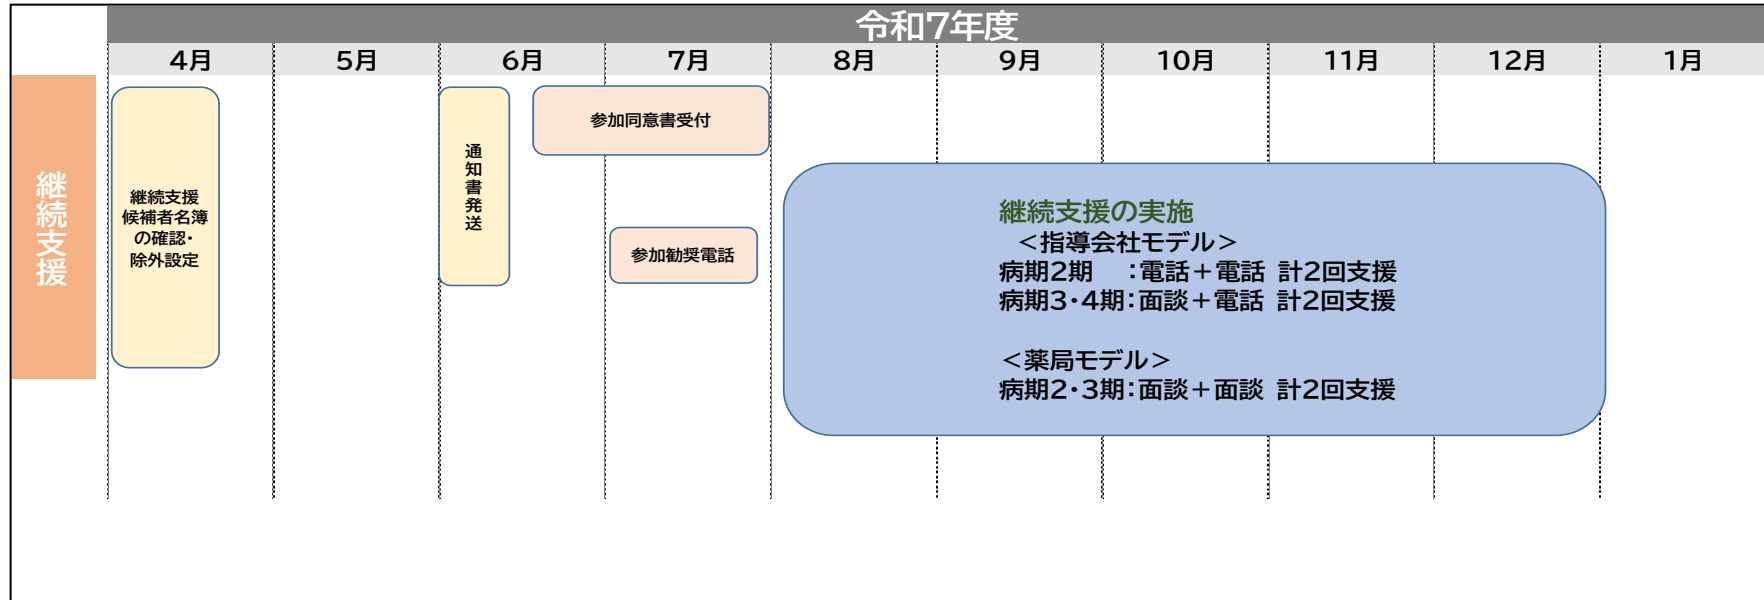 令和7年度
4月 5月 6月 7月 8月 9月 10月 11月 12月 1月
継続支援
継続支援
候補者名簿
の確認・
除外設定
通知書発送
参加同意書受付
参加勧奨電話
継続支援の実施
＜指導会社モデル＞
病期2期　：電話＋電話 計2回支援
病期3・4期：面談＋電話 計2回支援
＜薬局モデル＞
病期2・3期：面談＋面談 計2回支援